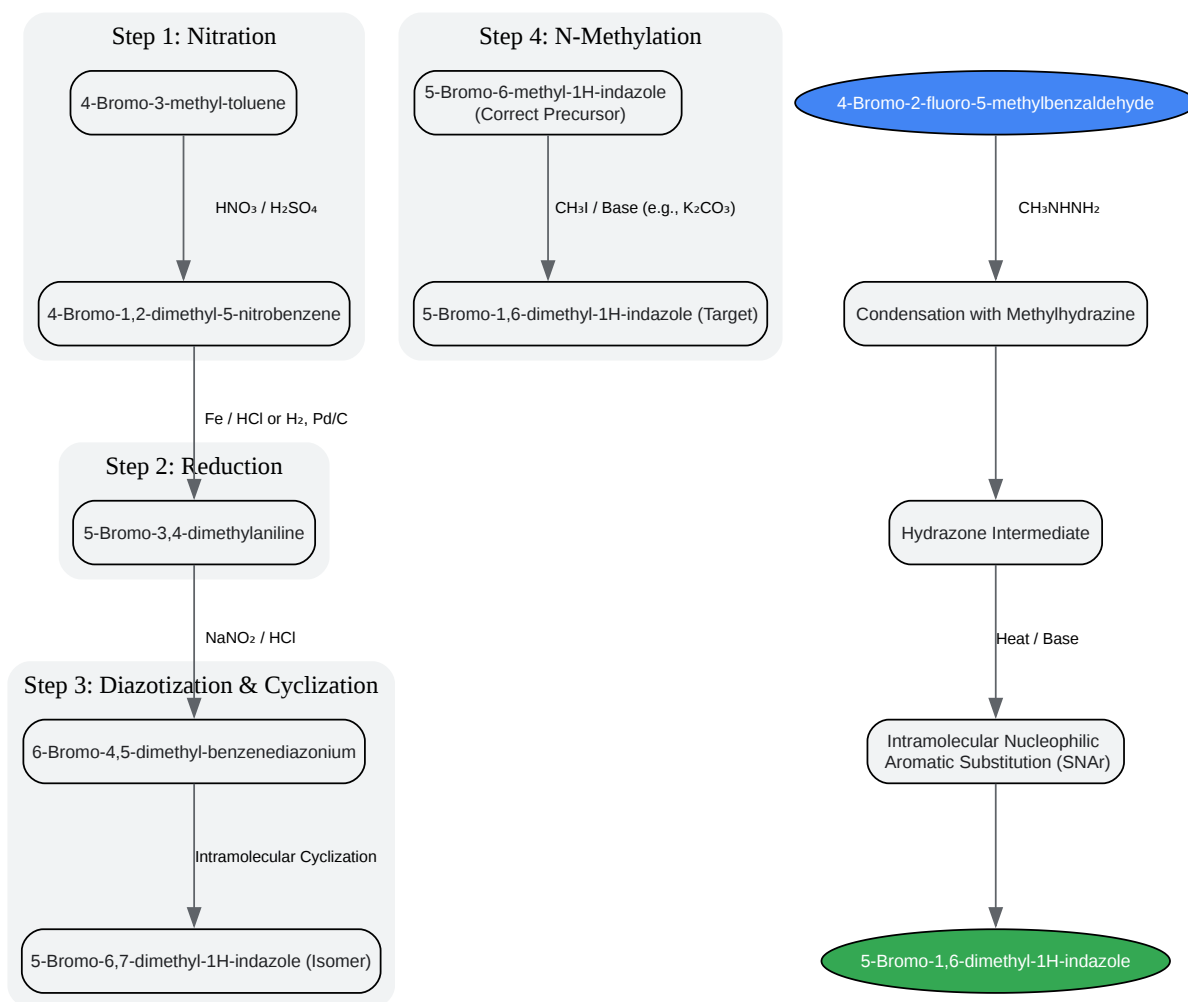 Step 1: Nitration
4-Bromo-3-methyl-toluene
HNO₃ / H₂SO₄
4-Bromo-1,2-dimethyl-5-nitrobenzene
Fe / HCl or H₂, Pd/C
Step 2: Reduction
5-Bromo-3,4-dimethylaniline
NaNO₂ / HCl
Step 3: Diazotization & Cyclization
6-Bromo-4,5-dimethyl-benzenediazonium
Intramolecular Cyclization
5-Bromo-6,7-dimethyl-1H-indazole (Isomer)
Step 4: N-Methylation
5-Bromo-6-methyl-1H-indazole
(Correct Precursor)
CH₃I / Base (e.g., K₂CO₃)
5-Bromo-1,6-dimethyl-1H-indazole (Target)
4-Bromo-2-fluoro-5-methylbenzaldehyde
CH₃NHNH₂
Condensation with Methylhydrazine
Hydrazone Intermediate
Heat / Base
Intramolecular Nucleophilic
Aromatic Substitution (SNAr)
5-Bromo-1,6-dimethyl-1H-indazole